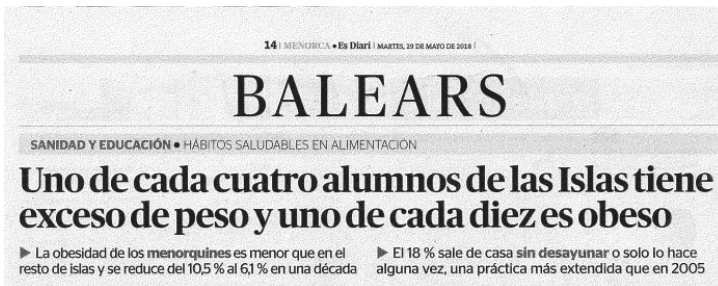 14 | MENORCA • Es Diari | MARTES, 29 DE MAYO DE 2018 |
BALEARS
SANIDAD Y EDUCACIÓN • HÁBITOS SALUDABLES EN ALIMENTACIÓN
Uno de cada cuatro alumnos de las Islas tiene
exceso de peso y uno de cada diez es obeso
▶ La obesidad de los menorquines es menor que en el
resto de islas y se reduce del 10,5 % al 6,1 % en una década
▶ El 18 % sale de casa sin desayunar o solo lo hace
alguna vez, una práctica más extendida que en 2005